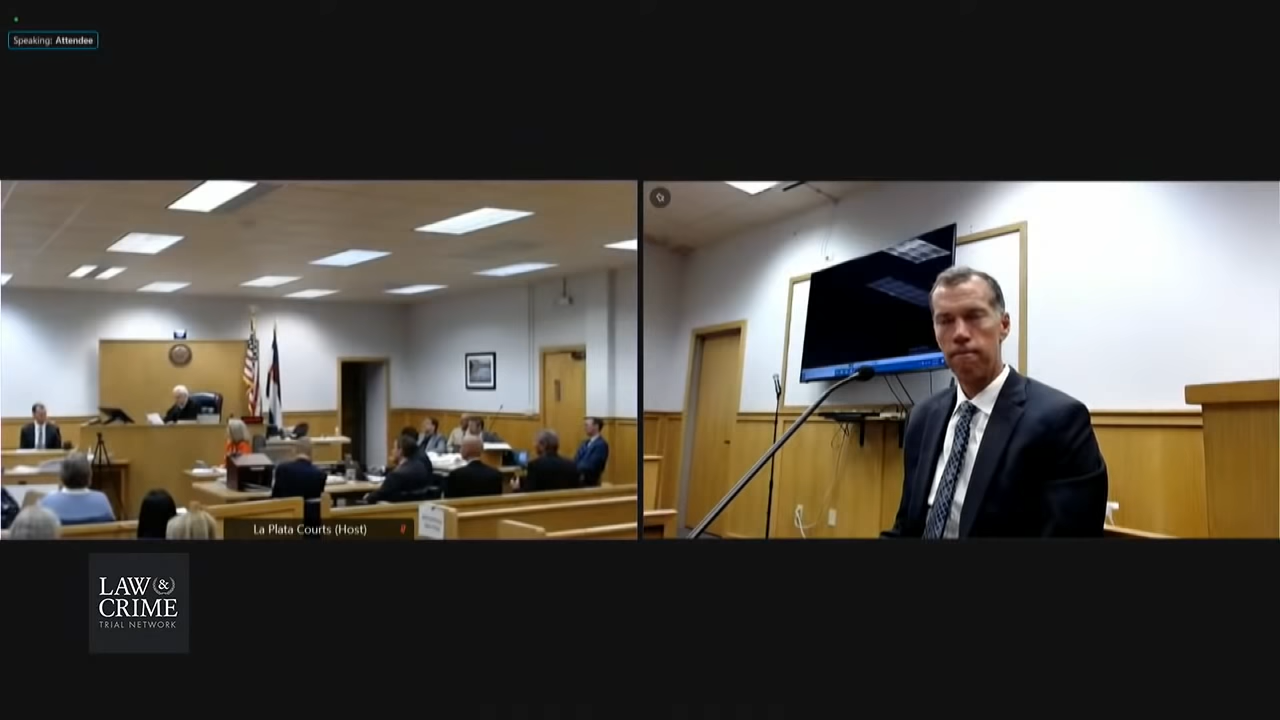 Speaking: Attendee
La Plata Courts (Host)
LAW &
CRIME
TRIAL NETWORK